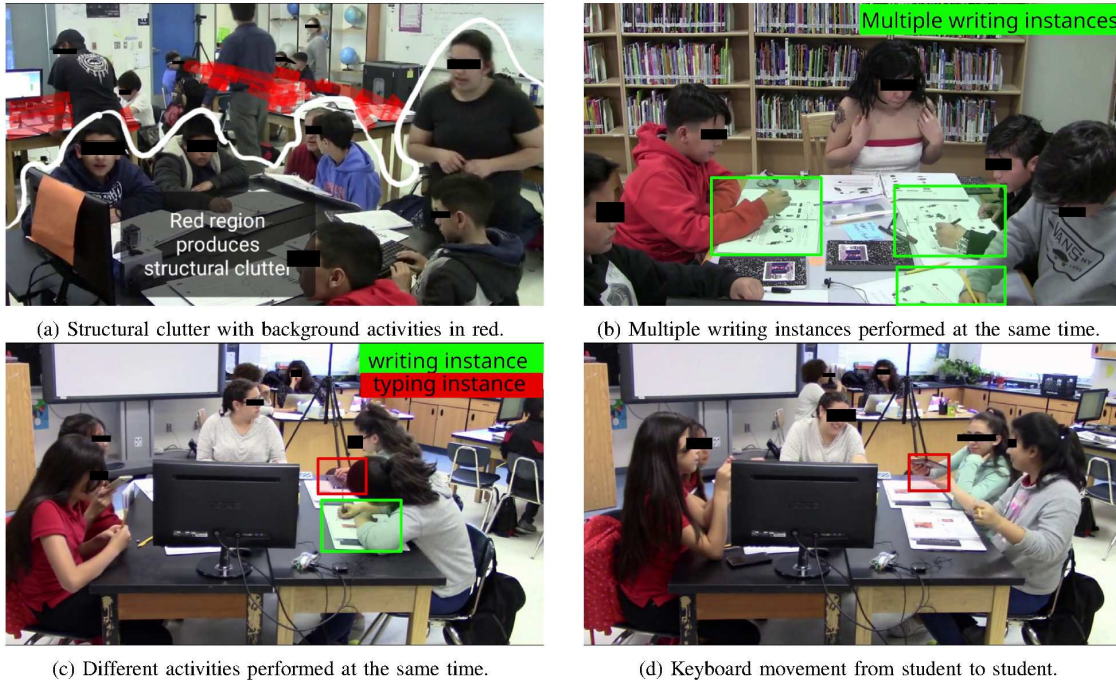 Red region
produces
structural clutter
(a) Structural clutter with background activities in red.
Multiple writing instances
VANS
(b) Multiple writing instances performed at the same time.
writing instance
typing instance
(c) Different activities performed at the same time.
(d) Keyboard movement from student to student.